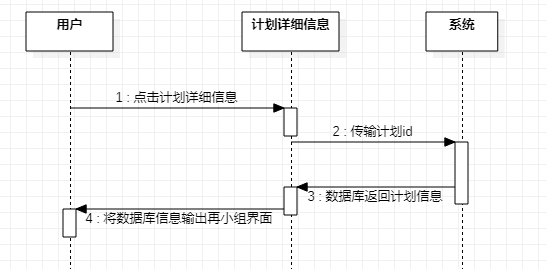 用户
计划详细信息
系统
1 : 点击计划详细信息
2 : 传输计划id
3 : 数据库返回计划信息
4 : 将数据库信息输出再小组界面